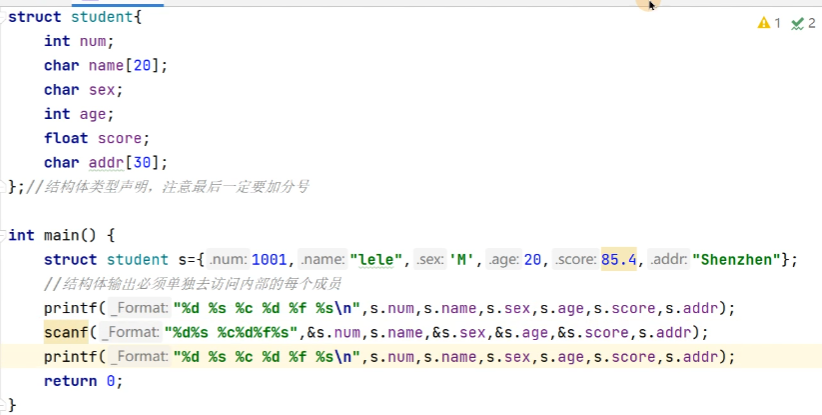 struct student{
    int num;
    char name[20];
    char sex;
    int age;
    float score;
    char addr[30];
};//结构体类型声明，注意最后一定要加分号
int main() {
    struct student s={ .num: 1001, .name: "lele", .sex: 'M', .age: 20, .score: 85.4, .addr: "Shenzhen"};
    //结构体输出必须单独去访问内部的每个成员
    printf( _Format: "%d %s %c %d %f %s\n",s.num,s.name,s.sex,s.age,s.score,s.addr);
    scanf( _Format: "%d%s %c%d%f%s",&s.num,s.name,&s.sex,&s.age,&s.score,s.addr);
    printf( _Format: "%d %s %c %d %f %s\n",s.num,s.name,s.sex,s.age,s.score,s.addr);
    return 0;
}
1 2